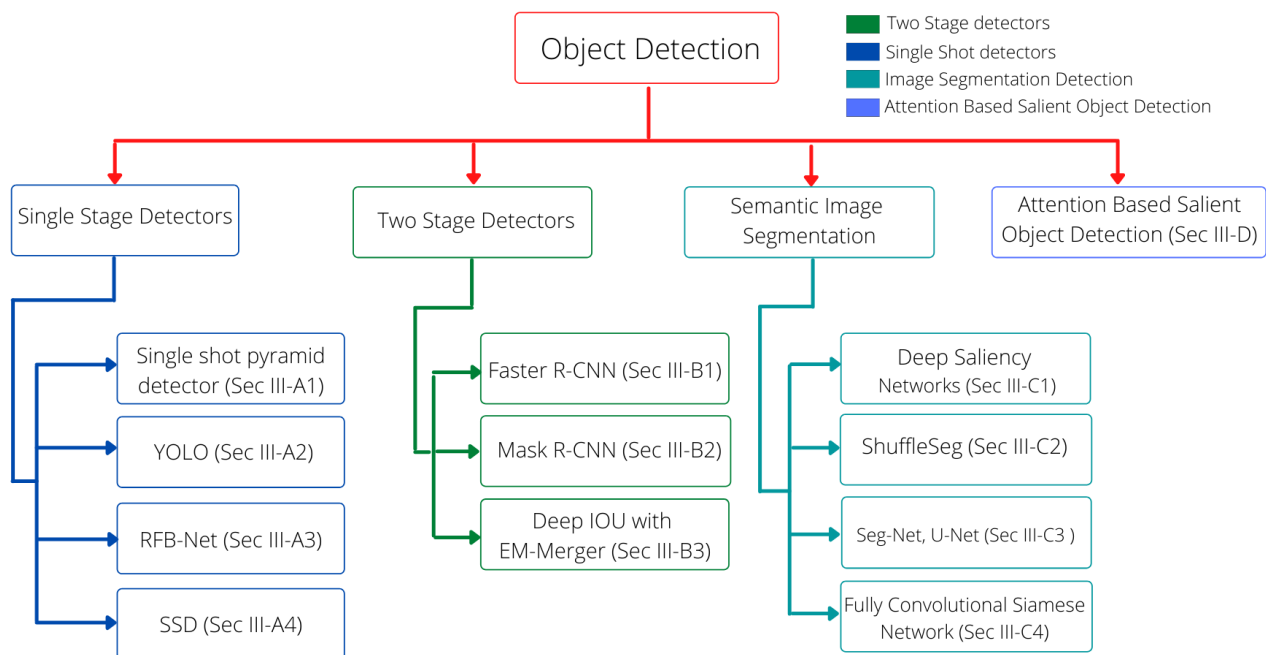 Object Detection
Two Stage detectors
Single Shot detectors
Image Segmentation Detection
Attention Based Salient Object Detection
Single Stage Detectors
Two Stage Detectors
Semantic Image
Segmentation
Attention Based Salient
Object Detection (Sec III-D)
Single shot pyramid
detector (Sec III-A1)
YOLO (Sec III-A2)
RFB-Net (Sec III-A3)
SSD (Sec III-A4)
Faster R-CNN (Sec III-B1)
Mask R-CNN (Sec III-B2)
Deep IOU with
EM-Merger (Sec III-B3)
Deep Saliency
Networks (Sec III-C1)
ShuffleSeg (Sec III-C2)
Seg-Net, U-Net (Sec III-C3 )
Fully Convolutional Siamese
Network (Sec III-C4)